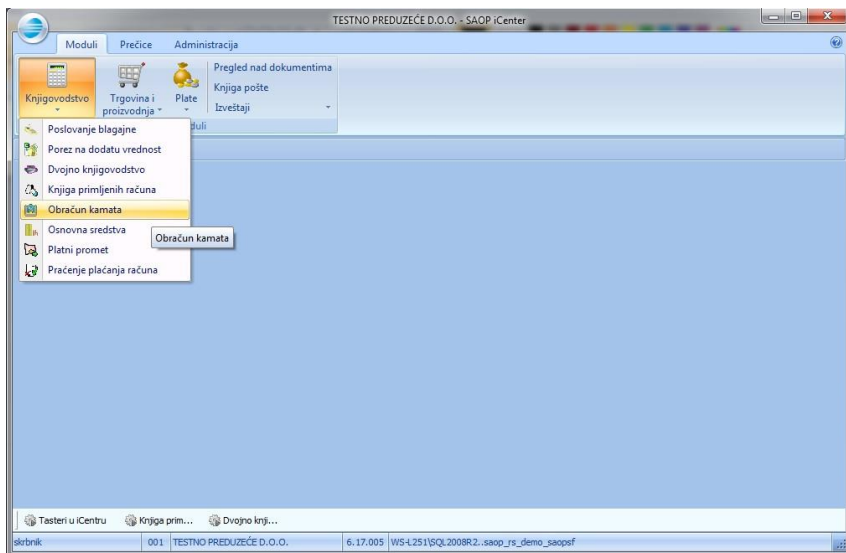 TESTNO PREDUZEĆE D.O.O. - SAOP iCenter
Moduli Prečice Administracija
Knjigovodstvo
Trgovina i proizvodnja
Plate
Pregled nad dokumentima
Knjiga pošte
Izveštaji
duli
Poslovanje blagajne
Porez na dodatu vrednost
Dvojno knjigovodstvo
Knjiga primljenih računa
Obračun kamata
Osnovna sredstva
Obračun kamata
Platni promet
Praćenje plaćanja računa
Tasteri u iCentru Knjiga prim... Dvojno knji...
skrbnik 001 TESTNO PREDUZEĆE D.O.O. 6.17.005 WS-L251\SQL2008R2..saop_rs_demo_saopsf